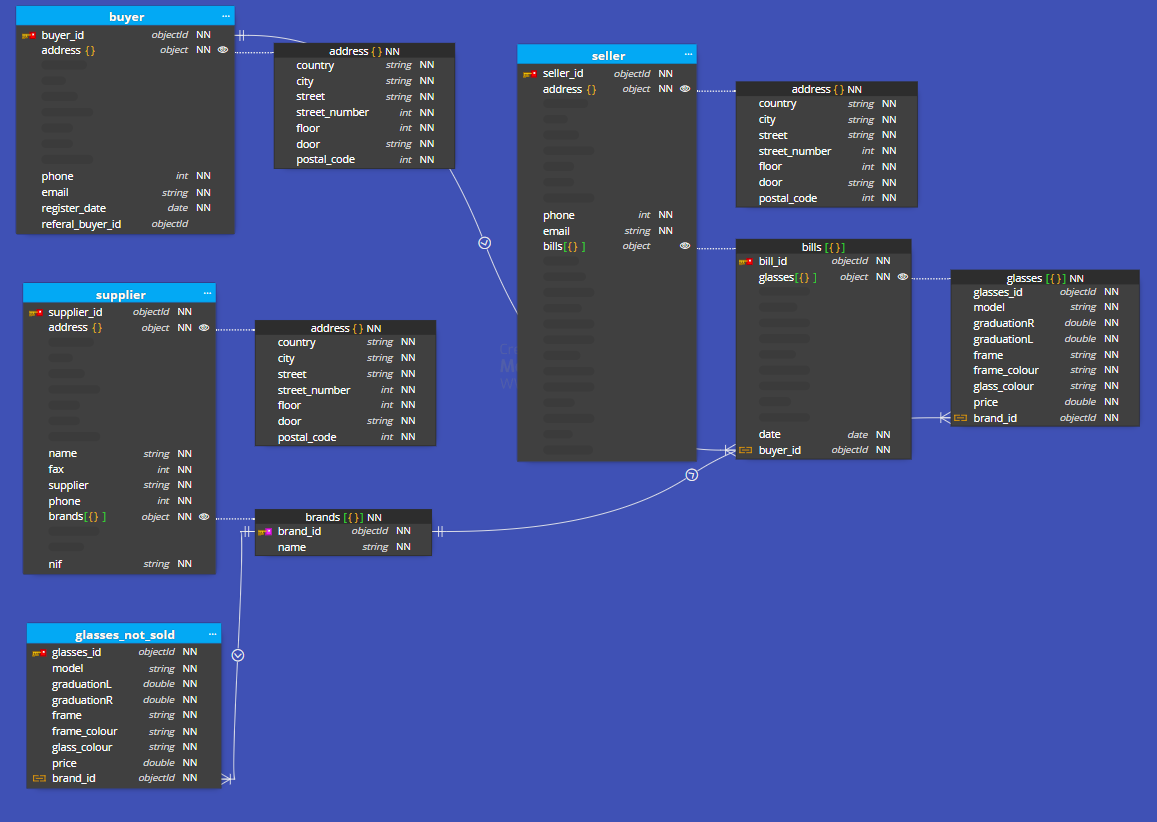 buyer ...
buyer_id objectId NN
address {} object NN
phone int NN
email string NN
register_date date NN
referal_buyer_id objectId
address {} NN
country string NN
city string NN
street string NN
street_number int NN
floor int NN
door string NN
postal_code int NN
seller ...
seller_id objectId NN
address {} object NN
phone int NN
email string NN
bills[{} ] object
address {} NN
country string NN
city string NN
street string NN
street_number int NN
floor int NN
door string NN
postal_code int NN
bills [{}]
bill_id objectId NN
glasses[{} ] object NN
date date NN
buyer_id objectId NN
glasses [{}] NN
glasses_id objectId NN
model string NN
graduationR double NN
graduationL double NN
frame string NN
frame_colour string NN
glass_colour string NN
price double NN
brand_id objectId NN
supplier ...
supplier_id objectId NN
address {} object NN
name string NN
fax int NN
supplier string NN
phone int NN
brands[{} ] object NN
nif string NN
address {} NN
country string NN
city string NN
street string NN
street_number int NN
floor int NN
door string NN
postal_code int NN
brands [{}] NN
brand_id objectId NN
name string NN
glasses_not_sold ...
glasses_id objectId NN
model string NN
graduationL double NN
graduationR double NN
frame string NN
frame_colour string NN
glass_colour string NN
price double NN
brand_id objectId NN